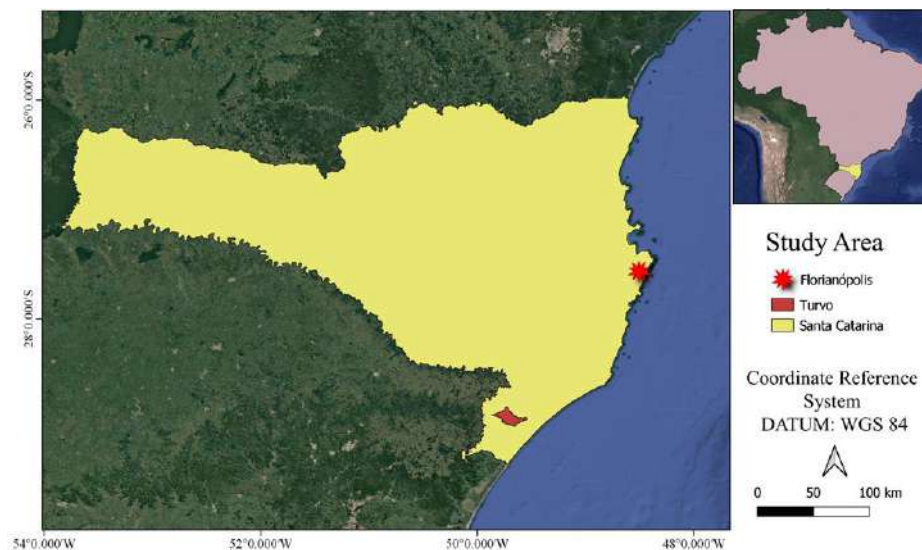 26°0.000'S
28°0.000'S
54°0.000'W
52°0.000'W
50°0.000'W
48°0.000'W
Study Area
Florianópolis
Turvo
Santa Catarina
Coordinate Reference
System
DATUM: WGS 84
0 50 100 km